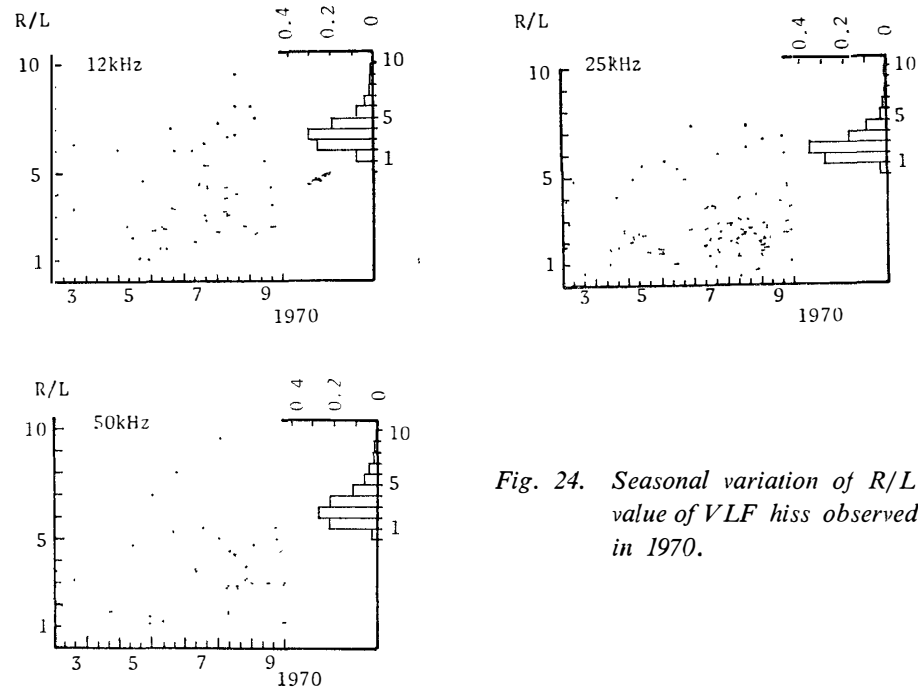 R/L
0.4 0.2 0
10 12kHz 10
5
5 1
1
3 5 7 9
1970
R/L
0.4 0.2 0
10 25kHz 10
5
5 1
1
3 5 7 9
1970
R/L
0.4 0.2 0
10 50kHz 10
5
5 1
1
3 5 7 9
1970
Fig. 24. Seasonal variation of R/L
value of VLF hiss observed
in 1970.